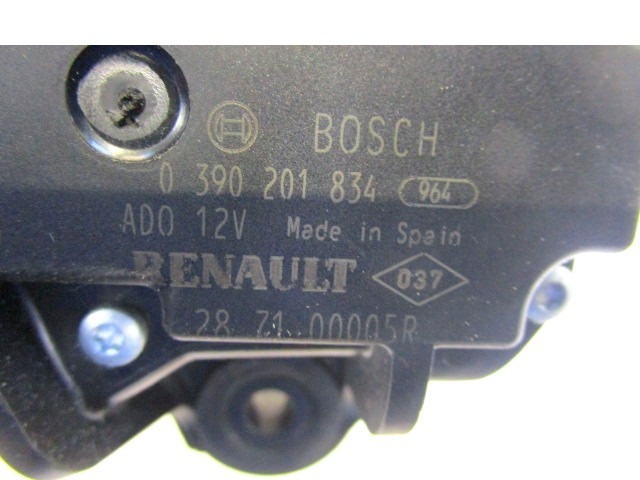 BOSCH
0 390 201 834 964
ADO 12V Made in Spain
RENAULT 037
28 71 00005R